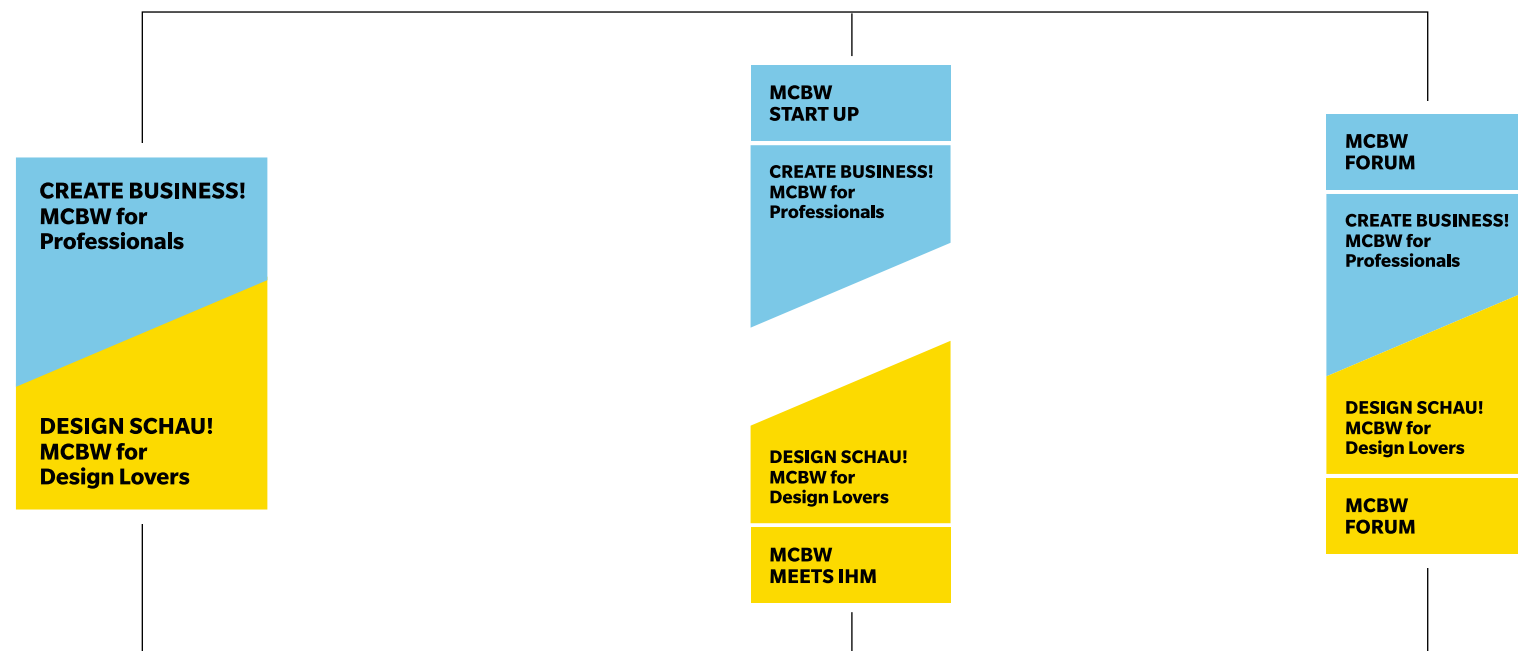 CREATE BUSINESS!
MCBW for
Professionals
DESIGN SCHAU!
MCBW for
Design Lovers
MCBW
START UP
CREATE BUSINESS!
MCBW for
Professionals
DESIGN SCHAU!
MCBW for
Design Lovers
MCBW
MEETS IHM
MCBW
FORUM
CREATE BUSINESS!
MCBW for
Professionals
DESIGN SCHAU!
MCBW for
Design Lovers
MCBW
FORUM